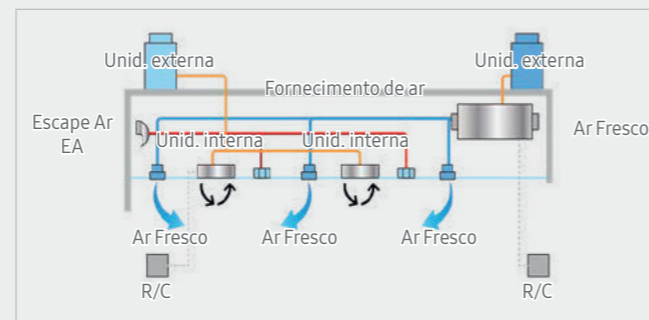 Unid. externa
Unid. externa
Fornecimento de ar
Escape Ar
EA
Unid. interna
Unid. interna
Ar Fresco
Ar Fresco
Ar Fresco
Ar Fresco
R/C
R/C